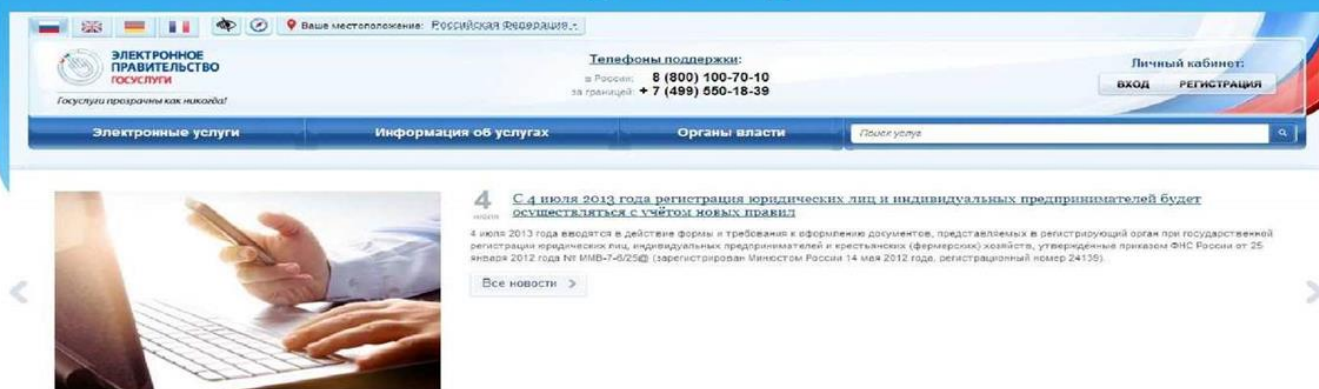 Ваше местоположение: Российская Федерация
ЭЛЕКТРОННОЕ
ПРАВИТЕЛЬСТВО
ГОСУСЛУГИ
Госуслуги прозрачны как никогда!
Телефоны поддержки:
в России: 8 (800) 100-70-10
за границей: + 7 (499) 550-18-39
Личный кабинет:
ВХОД РЕГИСТРАЦИЯ
Электронные услуги Информация об услугах Органы власти Поиск услуг
4 С 4 июля 2013 года регистрация юридических лиц и индивидуальных предпринимателей будет
осуществляться с учётом новых правил
4 июля 2013 года вводятся в действие формы и требования к оформлению документов, представляемых в регистрирующий орган при государственной
регистрации юридических лиц, индивидуальных предпринимателей и крестьянских (фермерских) хозяйств, утвержденные приказом ФНС России от 25
января 2012 года № ММВ-7-6/25@ (зарегистрирован Минюстом России 14 мая 2012 года, регистрационный номер 24139).
Все новости